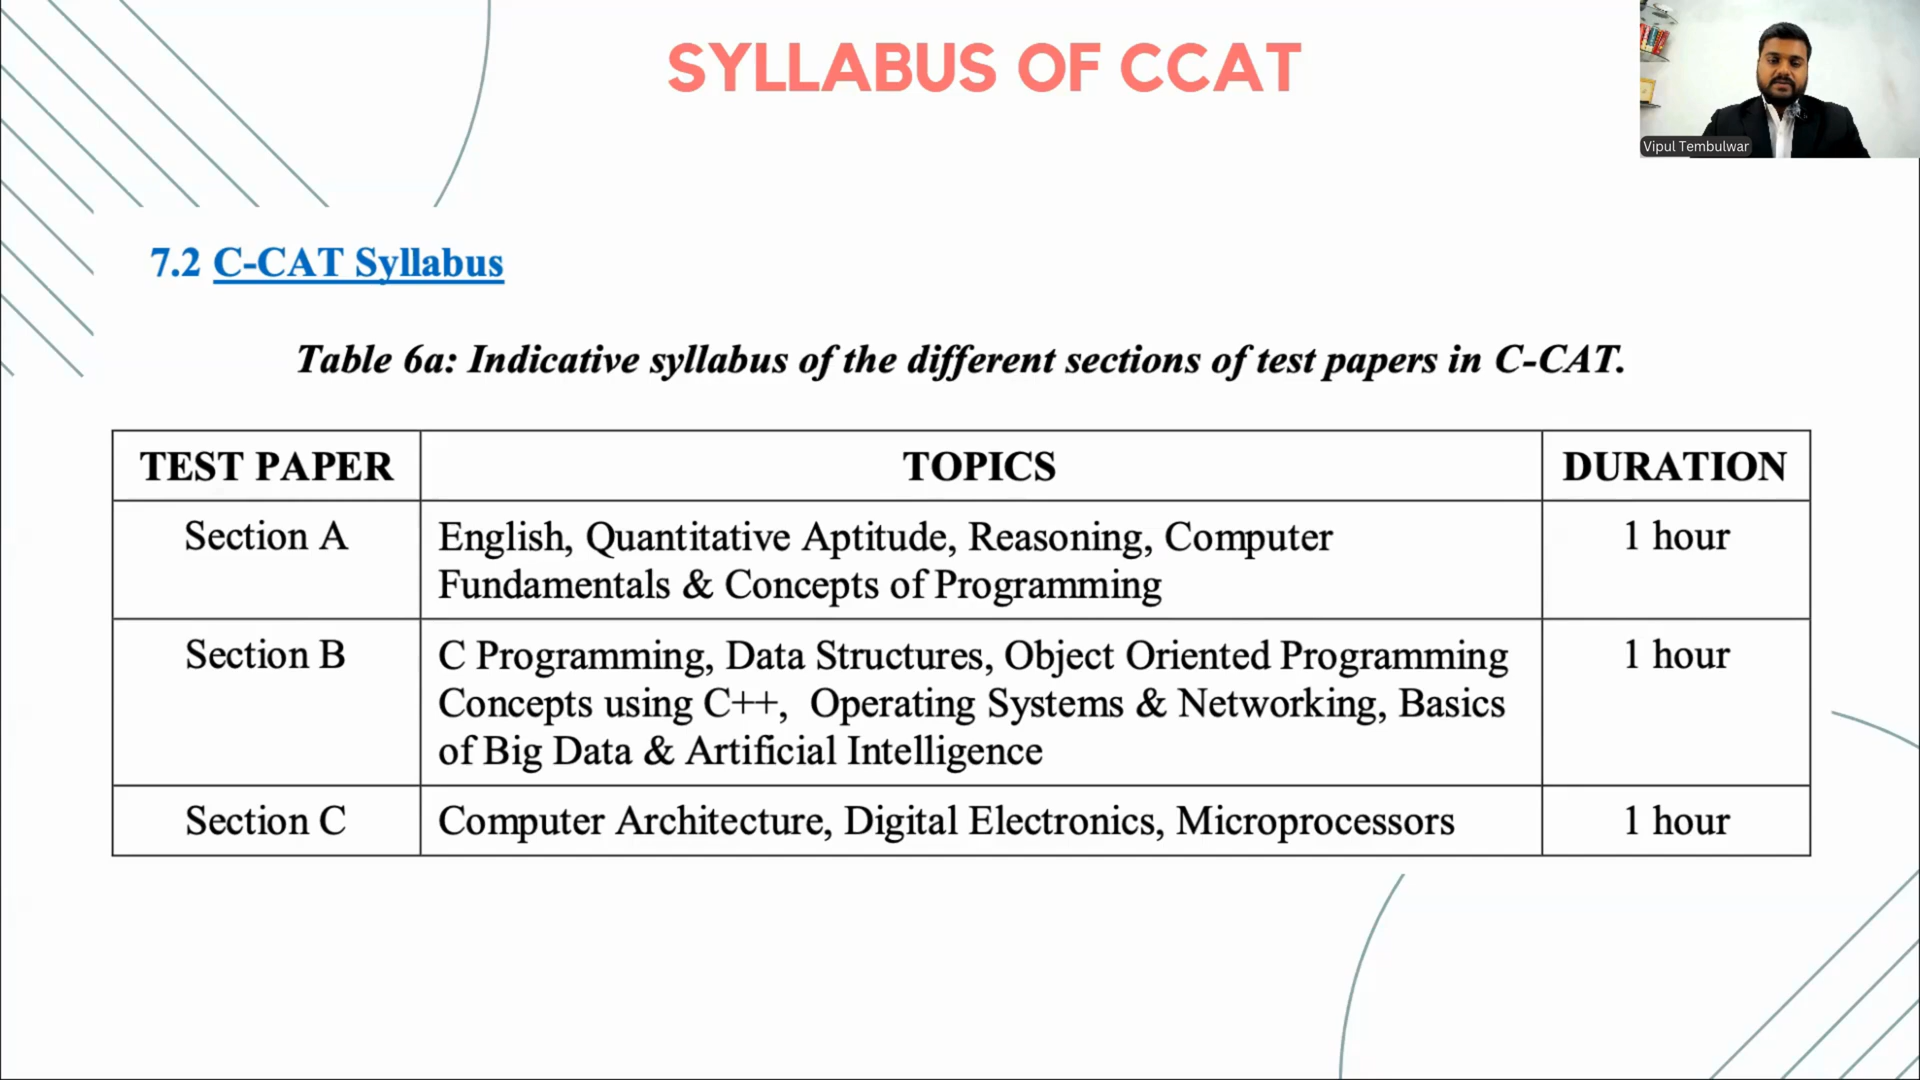 SYLLABUS OF CCAT
Vipul Tembulwar
7.2 C-CAT Syllabus
Table 6a: Indicative syllabus of the different sections of test papers in C-CAT.
TEST PAPER TOPICS DURATION
Section A English, Quantitative Aptitude, Reasoning, Computer 1 hour
Fundamentals & Concepts of Programming
Section B C Programming, Data Structures, Object Oriented Programming 1 hour
Concepts using C++, Operating Systems & Networking, Basics
of Big Data & Artificial Intelligence
Section C Computer Architecture, Digital Electronics, Microprocessors 1 hour